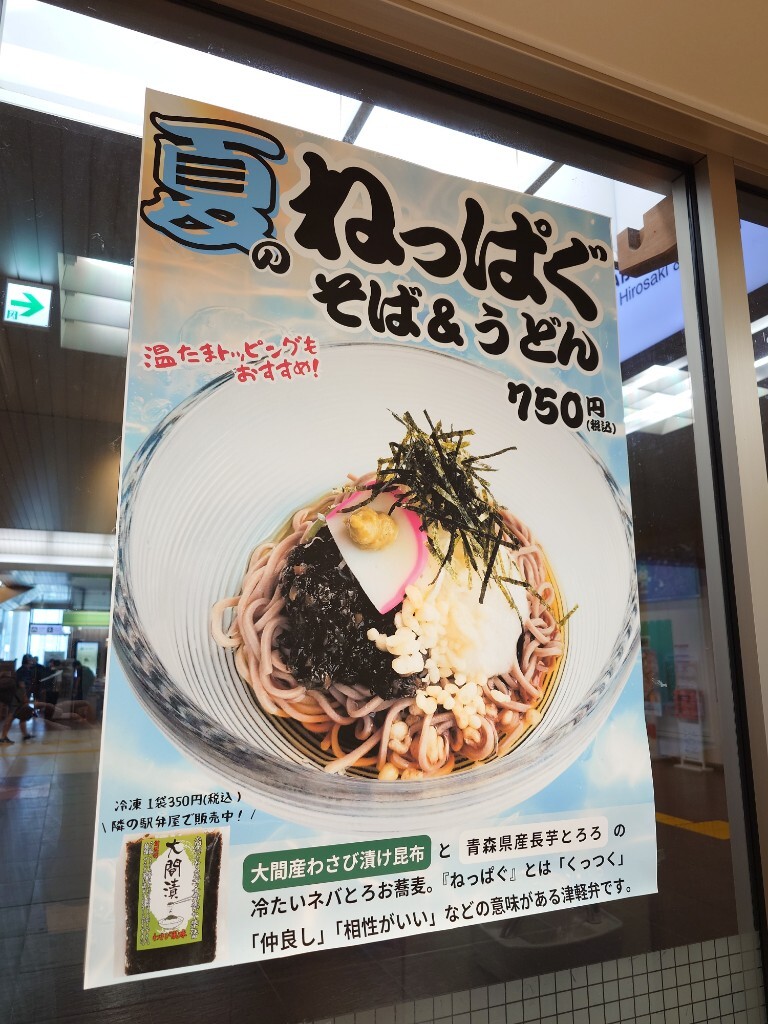 夏の
ねっぱぐ
そば&うどん
750円
(税込)
温たまトッピングも
おすすめ!
冷凍 1袋350円(税込)
\ 隣の駅弁屋で販売中! /
大間漬
大間産わさび漬け昆布 と 青森県産長芋とろろ の
冷たいネバとろお蕎麦。『ねっぱぐ』とは「くっつく」
「仲良し」「相性がいい」などの意味がある津軽弁です。
Hirosaki